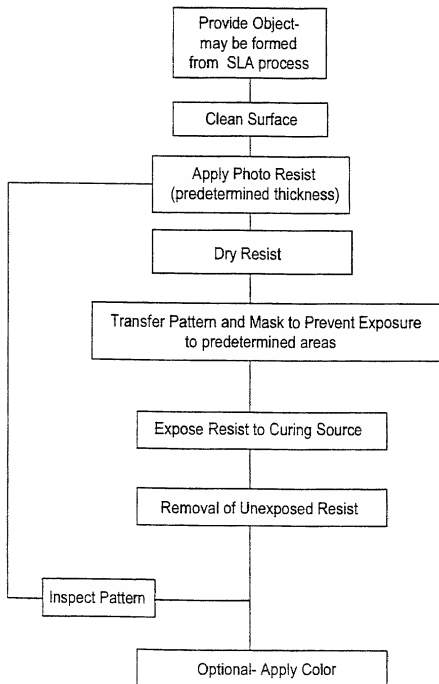 Provide Object-
may be formed
from SLA process
Clean Surface
Apply Photo Resist
(predetermined thickness)
Dry Resist
Transfer Pattern and Mask to Prevent Exposure
to predetermined areas
Expose Resist to Curing Source
Removal of Unexposed Resist
Inspect Pattern
Optional- Apply Color